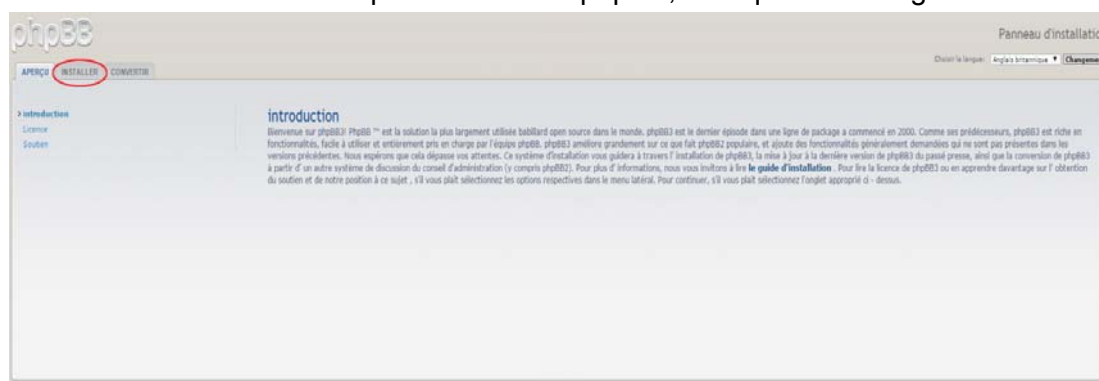 phpBB
Panneau d'installatio
Choisir la langue: Anglais britannique Changemen
APERÇU INSTALLER CONVERTIR
introduction
Licence
Soutien
introduction
Bienvenue sur phpBB3! PhpBB ™ est la solution la plus largement utilisée babillard open source dans le monde. phpBB3 est le dernier épisode dans une ligne de package a commencé en 2000. Comme ses prédécesseurs, phpBB3 est riche en
fonctionnalités, facile à utiliser et entièrement pris en charge par l'équipe phpBB. phpBB3 améliore grandement sur ce que fait phpBB2 populaire, et ajoute des fonctionnalités généralement demandées qui ne sont pas présentes dans les
versions précédentes. Nous espérons que cela dépasse vos attentes. Ce système d'installation vous guidera à travers l' installation de phpBB3, la mise à jour à la dernière version de phpBB3 du passé presse, ainsi que la conversion de phpBB3
à partir d' un autre système de discussion du conseil d'administration (y compris phpBB2). Pour plus d' informations, nous vous invitons à lire le guide d'installation . Pour lire la licence de phpBB3 ou en apprendre davantage sur l' obtention
du soutien et de notre position à ce sujet , s'il vous plaît sélectionnez les options respectives dans le menu latéral. Pour continuer, s'il vous plaît sélectionnez l'onglet approprié ci - dessus.